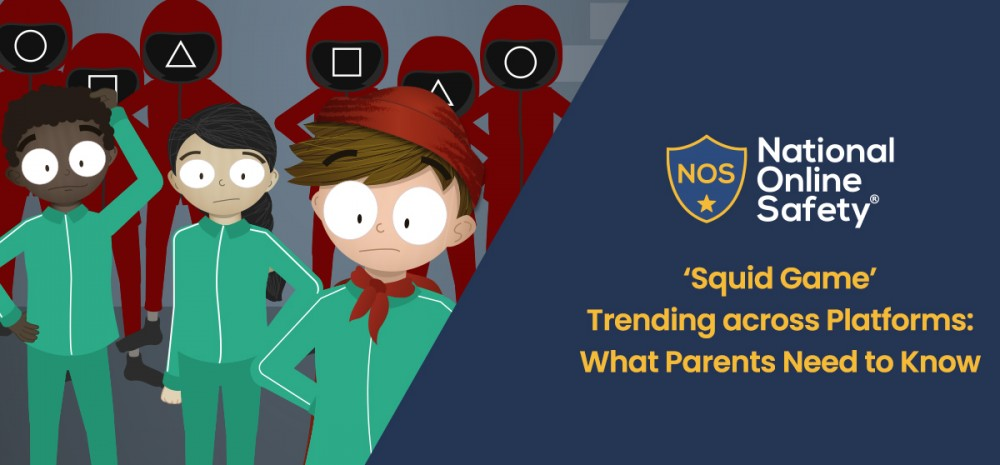 NOS
National
Online
Safety®
‘Squid Game’
Trending across Platforms:
What Parents Need to Know